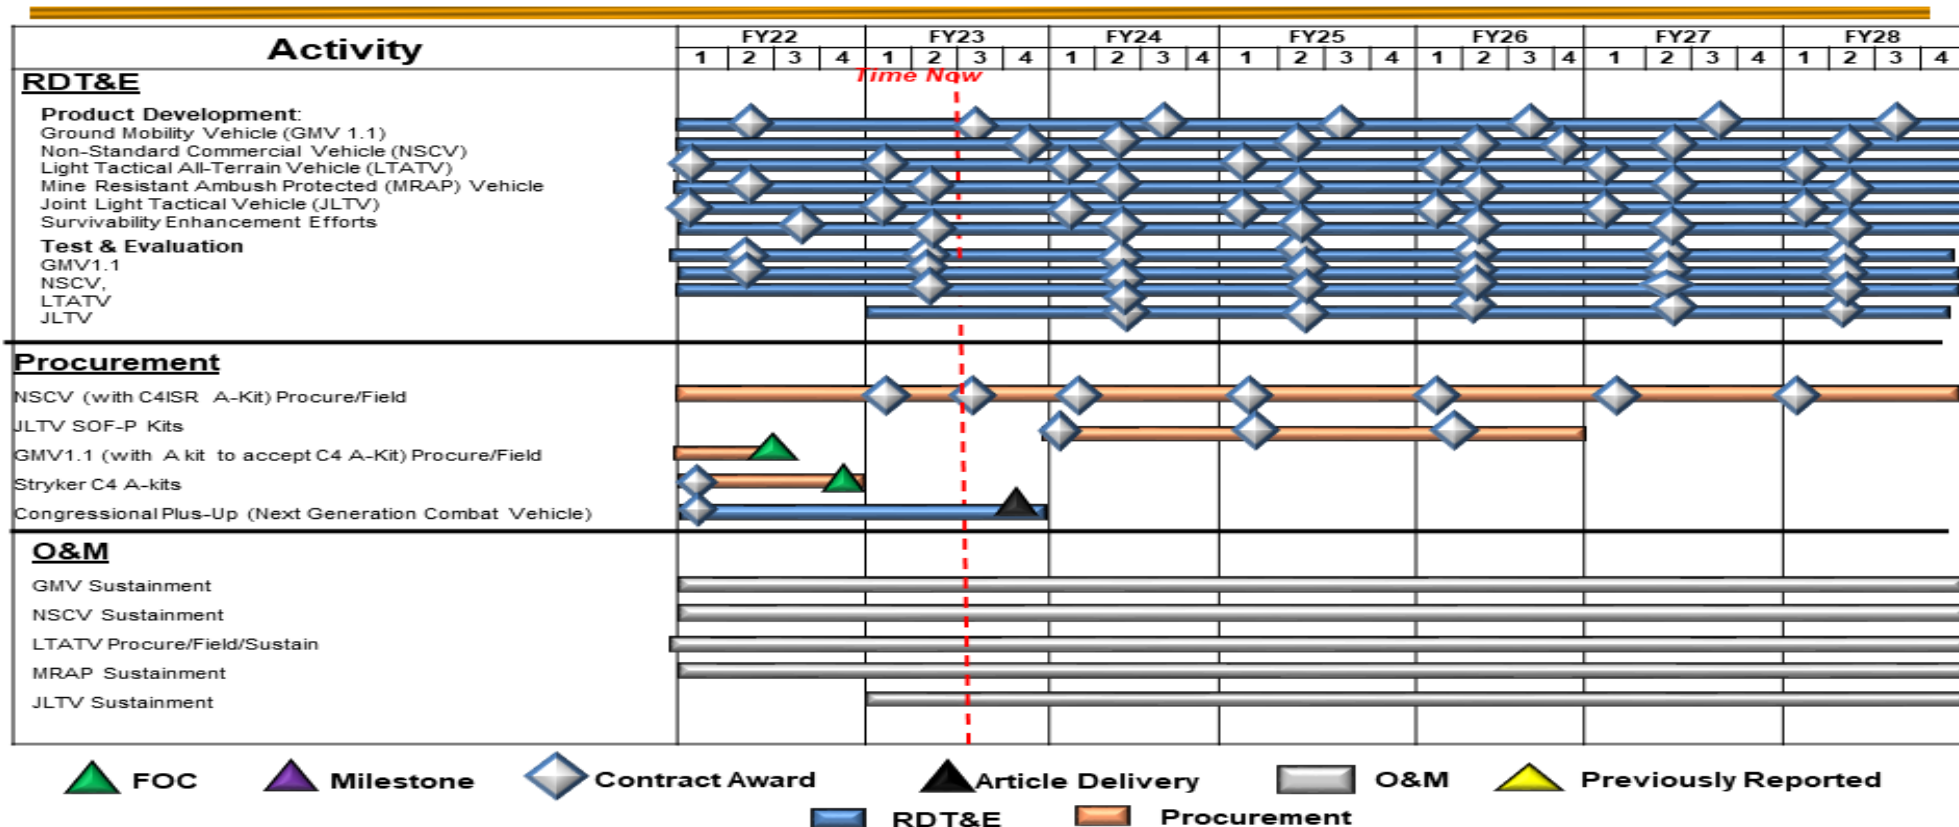 Activity
FY22 FY23 FY24 FY25 FY26 FY27 FY28
1 2 3 4 1 2 3 4 1 2 3 4 1 2 3 4 1 2 3 4 1 2 3 4 1 2 3 4
Time Now
RDT&E
Product Development:
Ground Mobility Vehicle (GMV 1.1)
Non-Standard Commercial Vehicle (NSCV)
Light Tactical All-Terrain Vehicle (LTATV)
Mine Resistant Ambush Protected (MRAP) Vehicle
Joint Light Tactical Vehicle (JLTV)
Survivability Enhancement Efforts
Test & Evaluation
GMV1.1
NSCV,
LTATV
JLTV
Procurement
NSCV (with C4ISR A-Kit) Procure/Field
JLTV SOF-P Kits
GMV1.1 (with A kit to accept C4 A-Kit) Procure/Field
Stryker C4 A-kits
Congressional Plus-Up (Next Generation Combat Vehicle)
O&M
GMV Sustainment
NSCV Sustainment
LTATV Procure/Field/Sustain
MRAP Sustainment
JLTV Sustainment
FOC Milestone Contract Award Article Delivery O&M Previously Reported
RDT&E Procurement